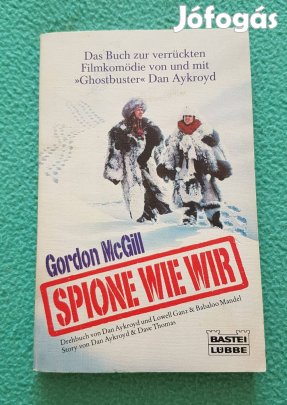 Jófogás
Das Buch zur verrückten
Filmkomödie von und mit
»Ghostbuster« Dan Aykroyd
Gordon McGill
SPIONE WIE WIR
Drehbuch von Dan Aykroyd und Lowell Ganz & Babaloo Mandel
Story von Dan Aykroyd & Dave Thomas
BASTEI
LÜBBE